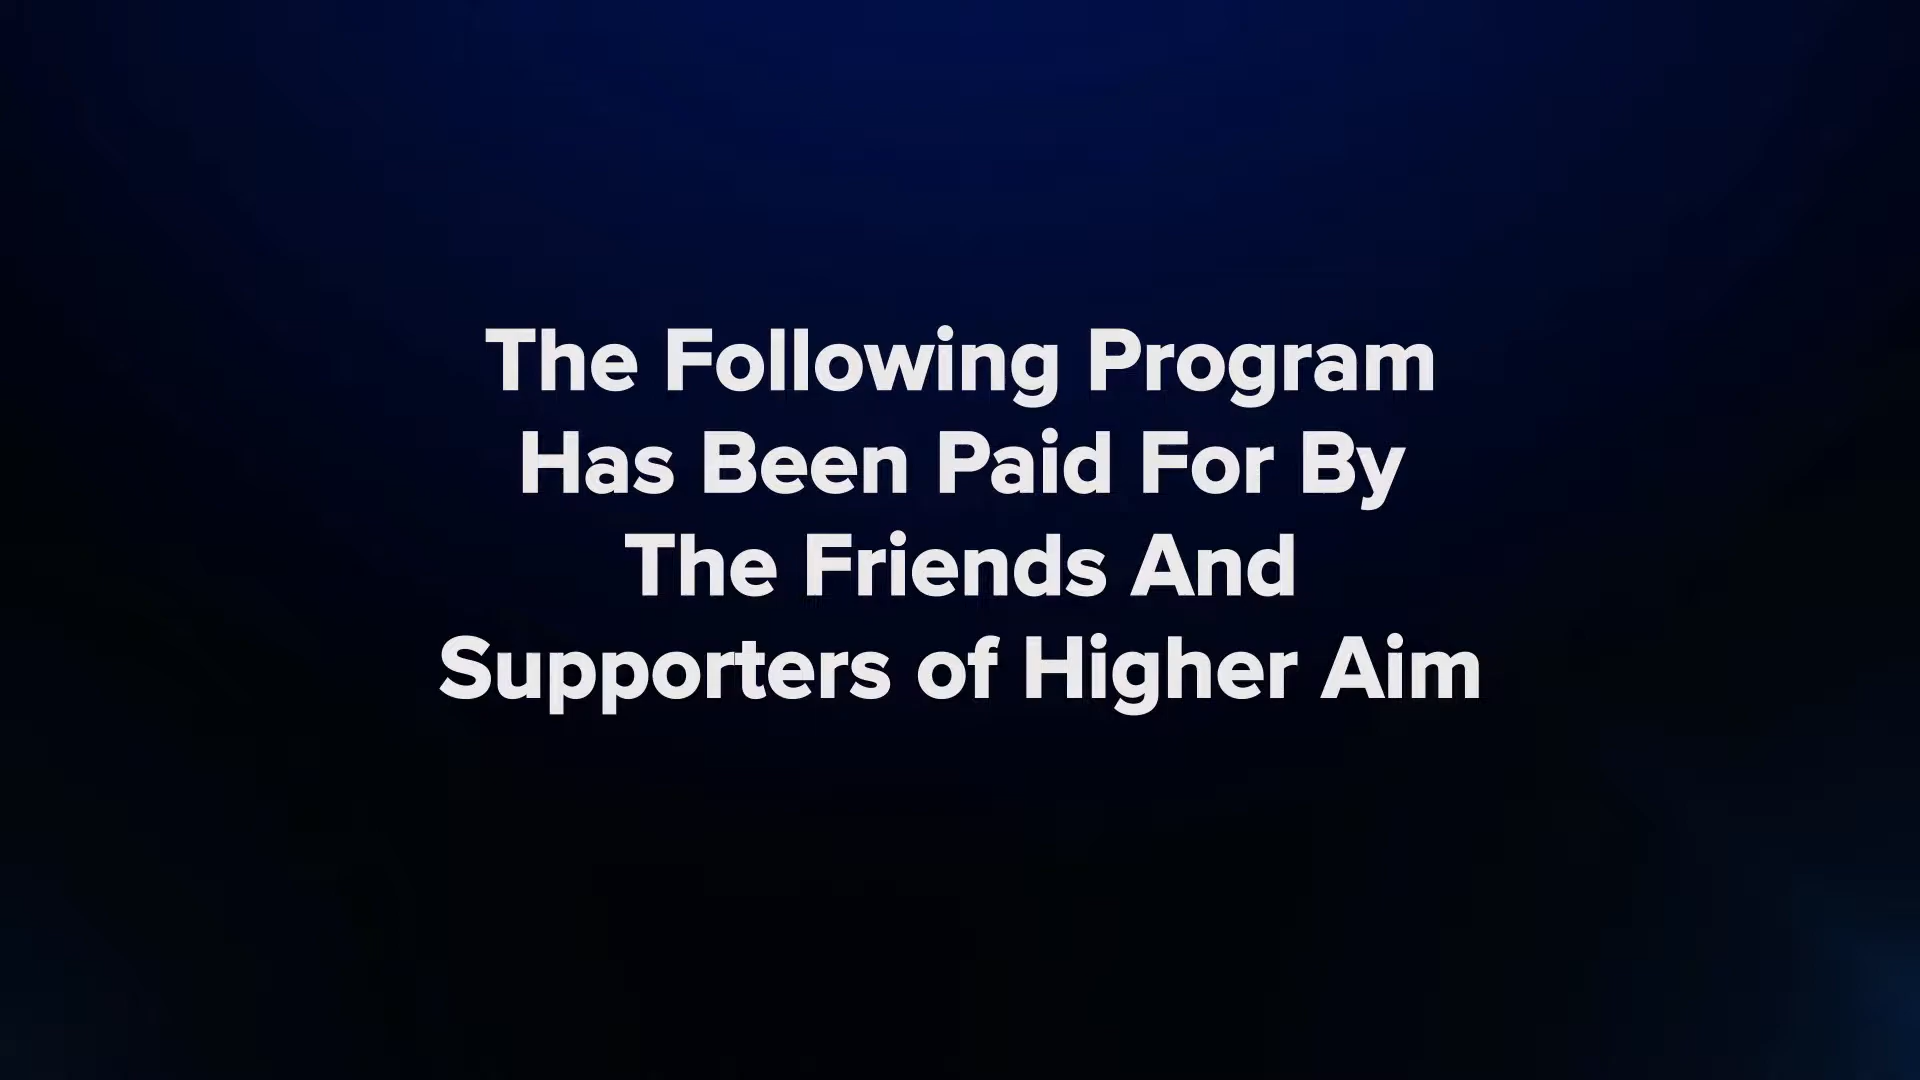 The Following Program
Has Been Paid For By
The Friends And
Supporters of Higher Aim